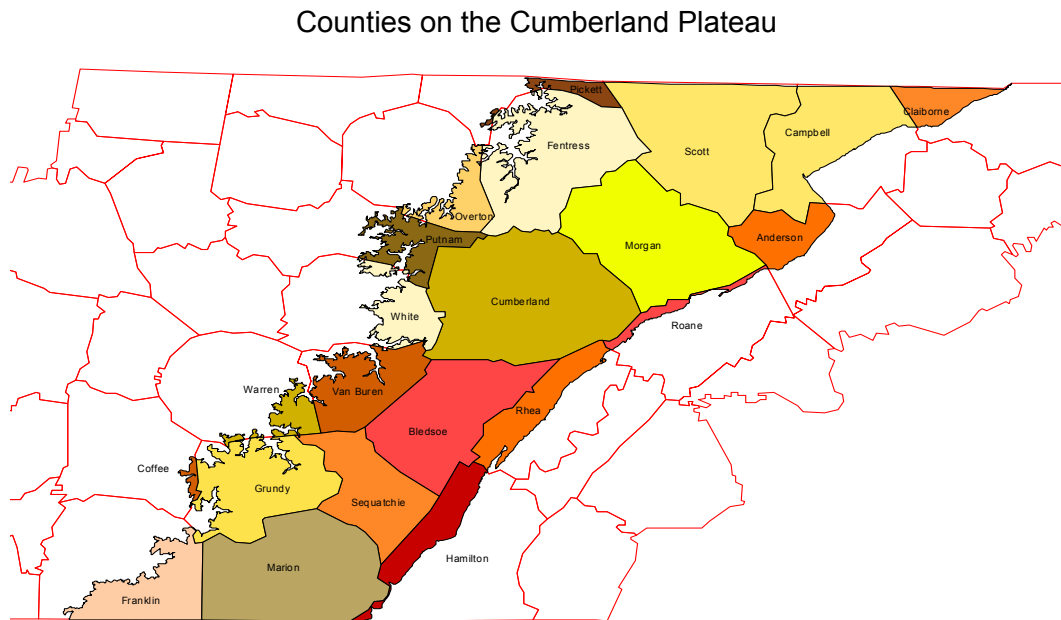 Counties on the Cumberland Plateau
Pickett
Claiborne
Campbell
Fentress
Scott
Overton
Putnam
Anderson
Morgan
Cumberland
White
Roane
Warren
Van Buren
Rhea
Bledsoe
Coffee
Grundy
Sequatchie
Hamilton
Marion
Franklin